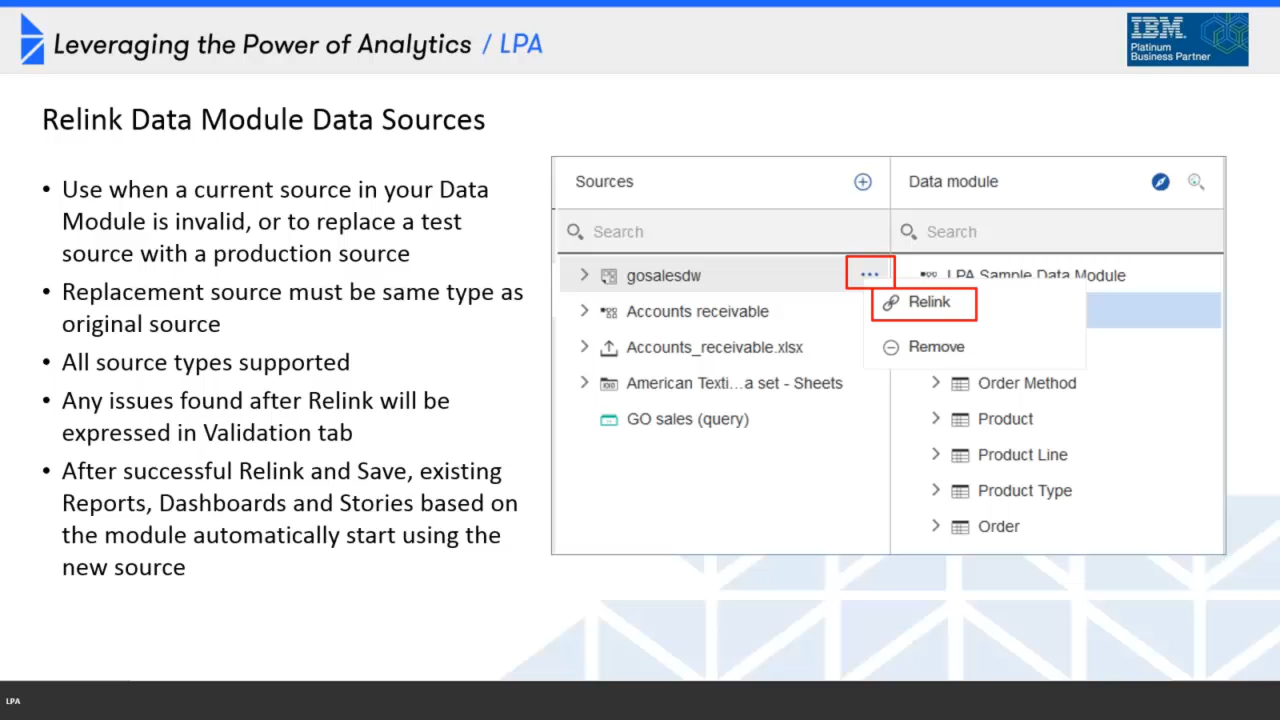 Leveraging the Power of Analytics / LPA
IBM.
Platinum
Business Partner
Relink Data Module Data Sources
• Use when a current source in your Data
Module is invalid, or to replace a test
source with a production source
• Replacement source must be same type as
original source
• All source types supported
• Any issues found after Relink will be
expressed in Validation tab
• After successful Relink and Save, existing
Reports, Dashboards and Stories based on
the module automatically start using the
new source
Sources
Search
gosalesdw
Accounts receivable
Accounts_receivable.xlsx
American Texti...a set - Sheets
GO sales (query)
Data module
Search
LPA Sample Data Module
Relink
Remove
Order Method
Product
Product Line
Product Type
Order
LPA